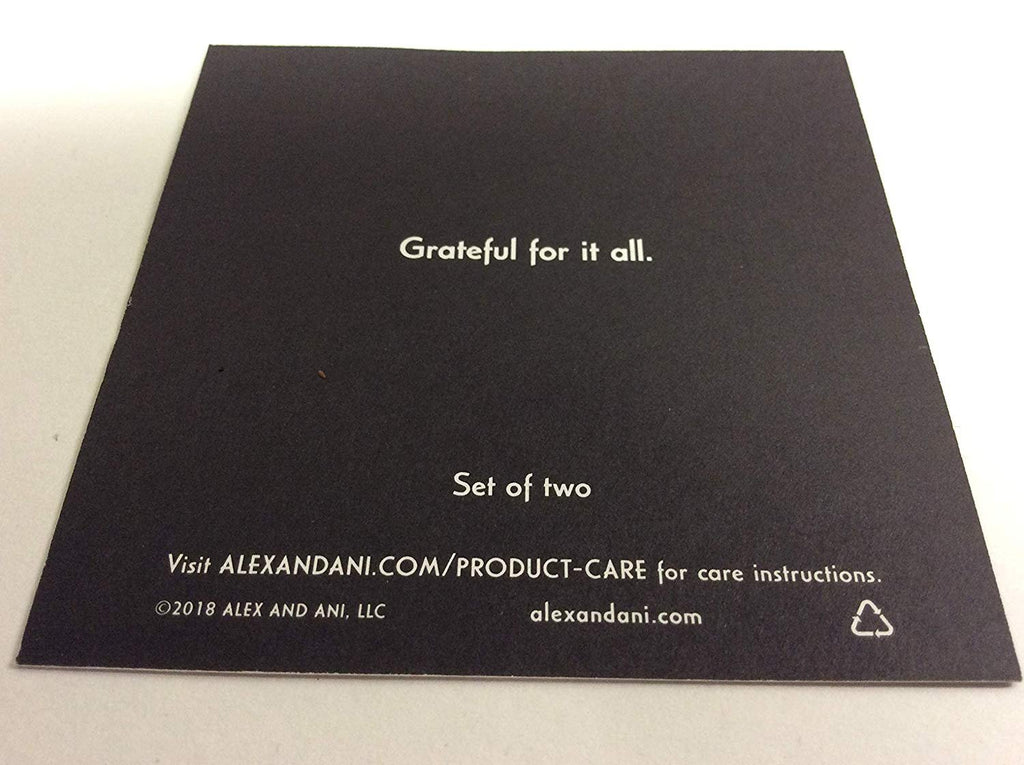 Grateful for it all.
Set of two
Visit ALEXANDANI.COM/PRODUCT-CARE for care instructions.
©2018 ALEX AND ANI, LLC alexandani.com